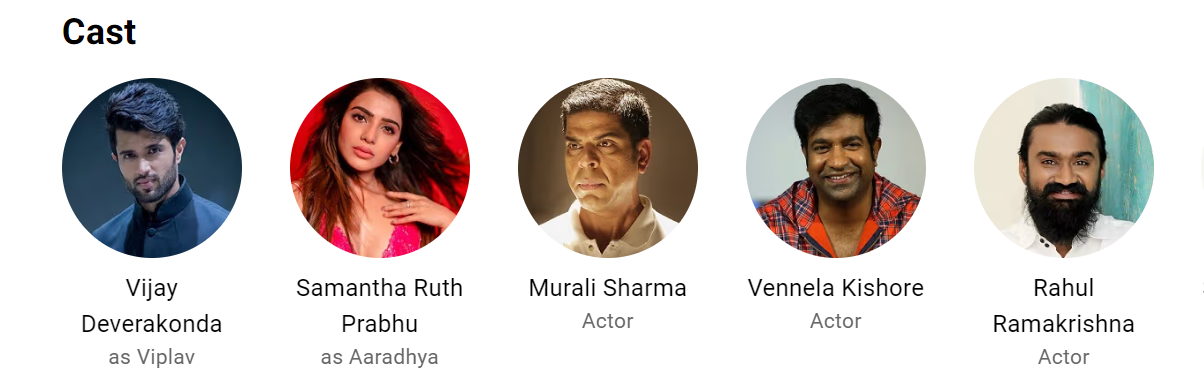 Cast
Vijay
Deverakonda
as Viplav
Samantha Ruth
Prabhu
as Aaradhya
Murali Sharma
Actor
Vennela Kishore
Actor
Rahul
Ramakrishna
Actor